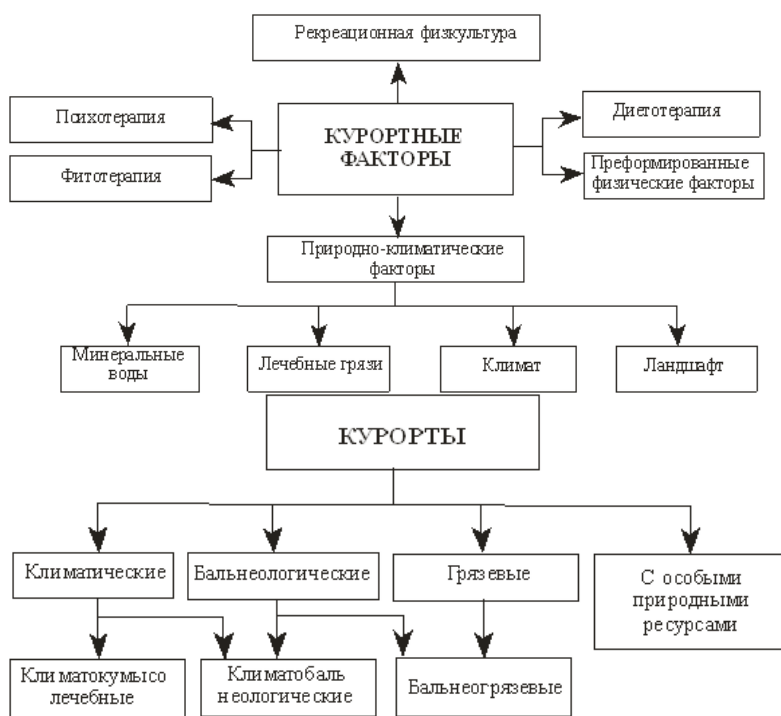 Рекреационная физкультура
Психотерапия
Диетотерапия
КУРОРТНЫЕ
ФАКТОРЫ
Фитотерапия
Преформированные
физические факторы
Природно-климатические
факторы
Минеральные
воды
Лечебные грязи
Климат
Ландшафт
КУРОРТЫ
Климатические
Бальнеологические
Грязевые
С особыми
природными
ресурсами
Климатокумысо
лечебные
Климатобаль
неологические
Бальнеогрязевые